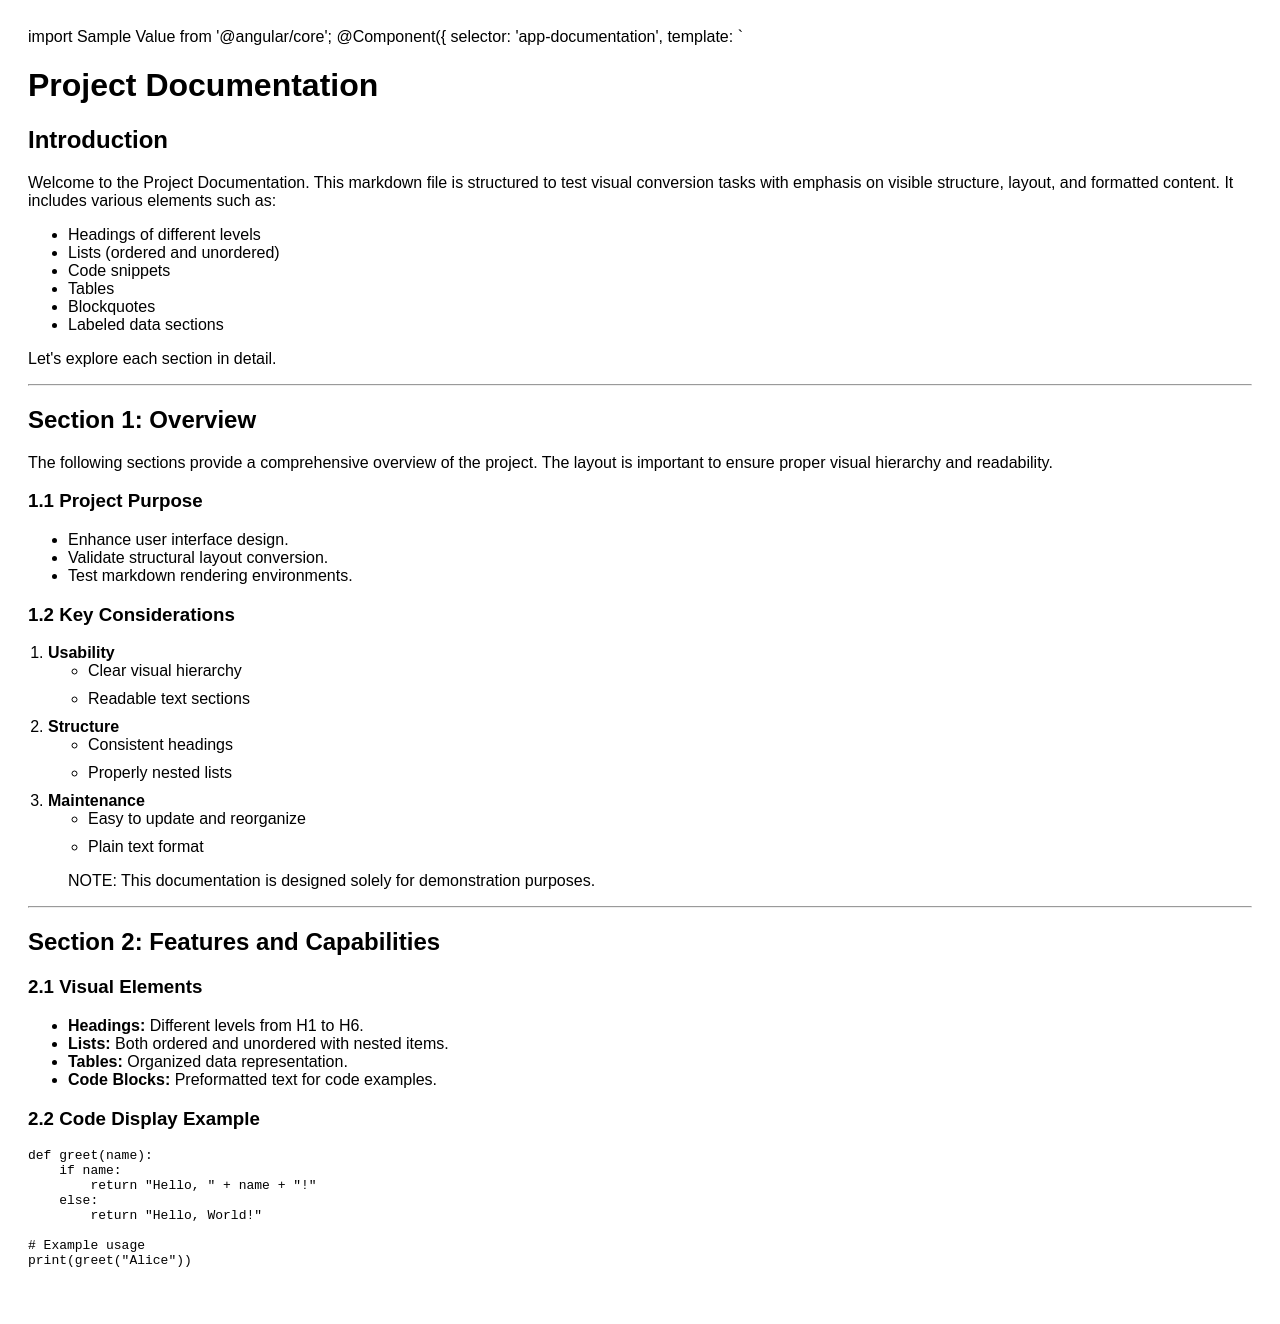 import Sample Value from '@angular/core'; @Component({ selector: 'app-documentation', template: `
Project Documentation
Introduction
Welcome to the Project Documentation. This markdown file is structured to test visual conversion tasks with emphasis on visible structure, layout, and formatted content. It
includes various elements such as:
• Headings of different levels
• Lists (ordered and unordered)
• Code snippets
• Tables
• Blockquotes
• Labeled data sections
Let's explore each section in detail.
Section 1: Overview
The following sections provide a comprehensive overview of the project. The layout is important to ensure proper visual hierarchy and readability.
1.1 Project Purpose
• Enhance user interface design.
• Validate structural layout conversion.
• Test markdown rendering environments.
1.2 Key Considerations
1. Usability
◦ Clear visual hierarchy
◦ Readable text sections
2. Structure
◦ Consistent headings
◦ Properly nested lists
3. Maintenance
◦ Easy to update and reorganize
◦ Plain text format
NOTE: This documentation is designed solely for demonstration purposes.
Section 2: Features and Capabilities
2.1 Visual Elements
• Headings: Different levels from H1 to H6.
• Lists: Both ordered and unordered with nested items.
• Tables: Organized data representation.
• Code Blocks: Preformatted text for code examples.
2.2 Code Display Example
def greet(name):
    if name:
        return "Hello, " + name + "!"
    else:
        return "Hello, World!"
# Example usage
print(greet("Alice"))